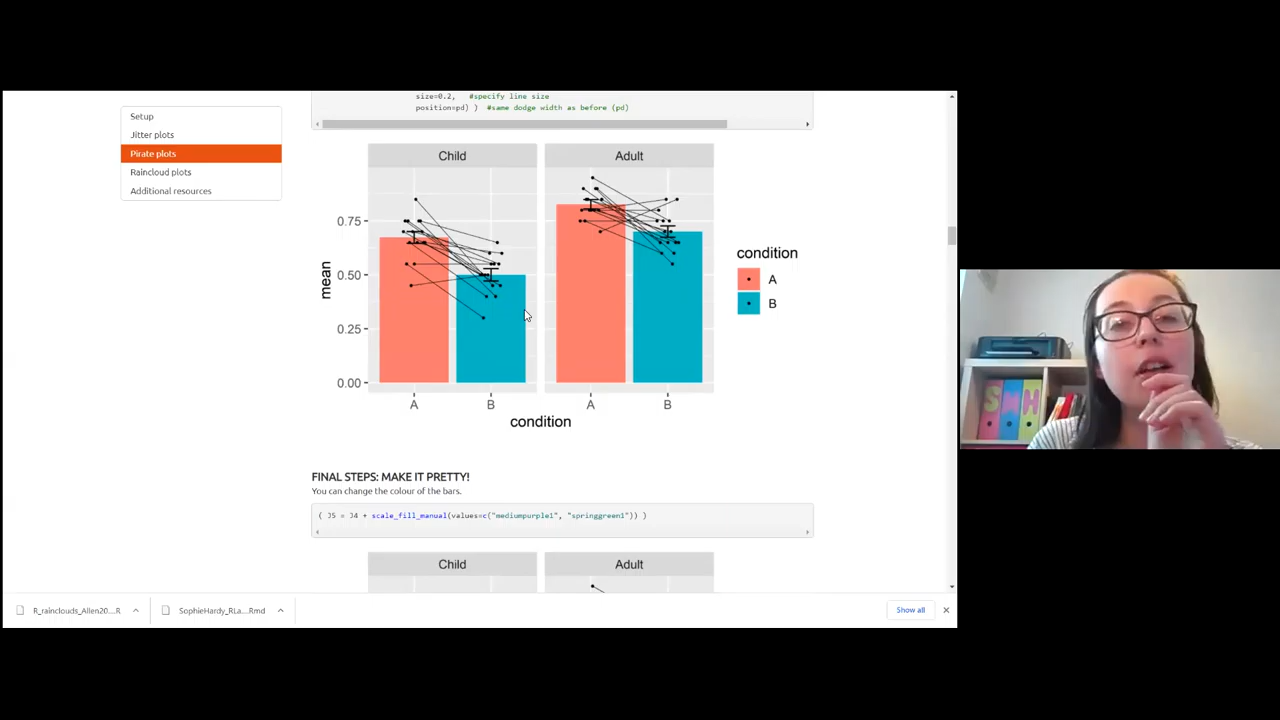 size=0.2, #specify line size
position=pd) ) #same dodge width as before (pd)
Setup
Jitter plots
Pirate plots
Raincloud plots
Additional resources
Child
Adult
0.75
0.50
0.25
0.00
mean
A
B
A
B
condition
condition
A
B
FINAL STEPS: MAKE IT PRETTY!
You can change the colour of the bars.
( J5 = J4 + scale_fill_manual(values=c("mediumpurple1", "springgreen1")) )
Child
Adult
R_rainclouds_Allen20....R
SophieHardy_RLa....Rmd
Show all
S M H